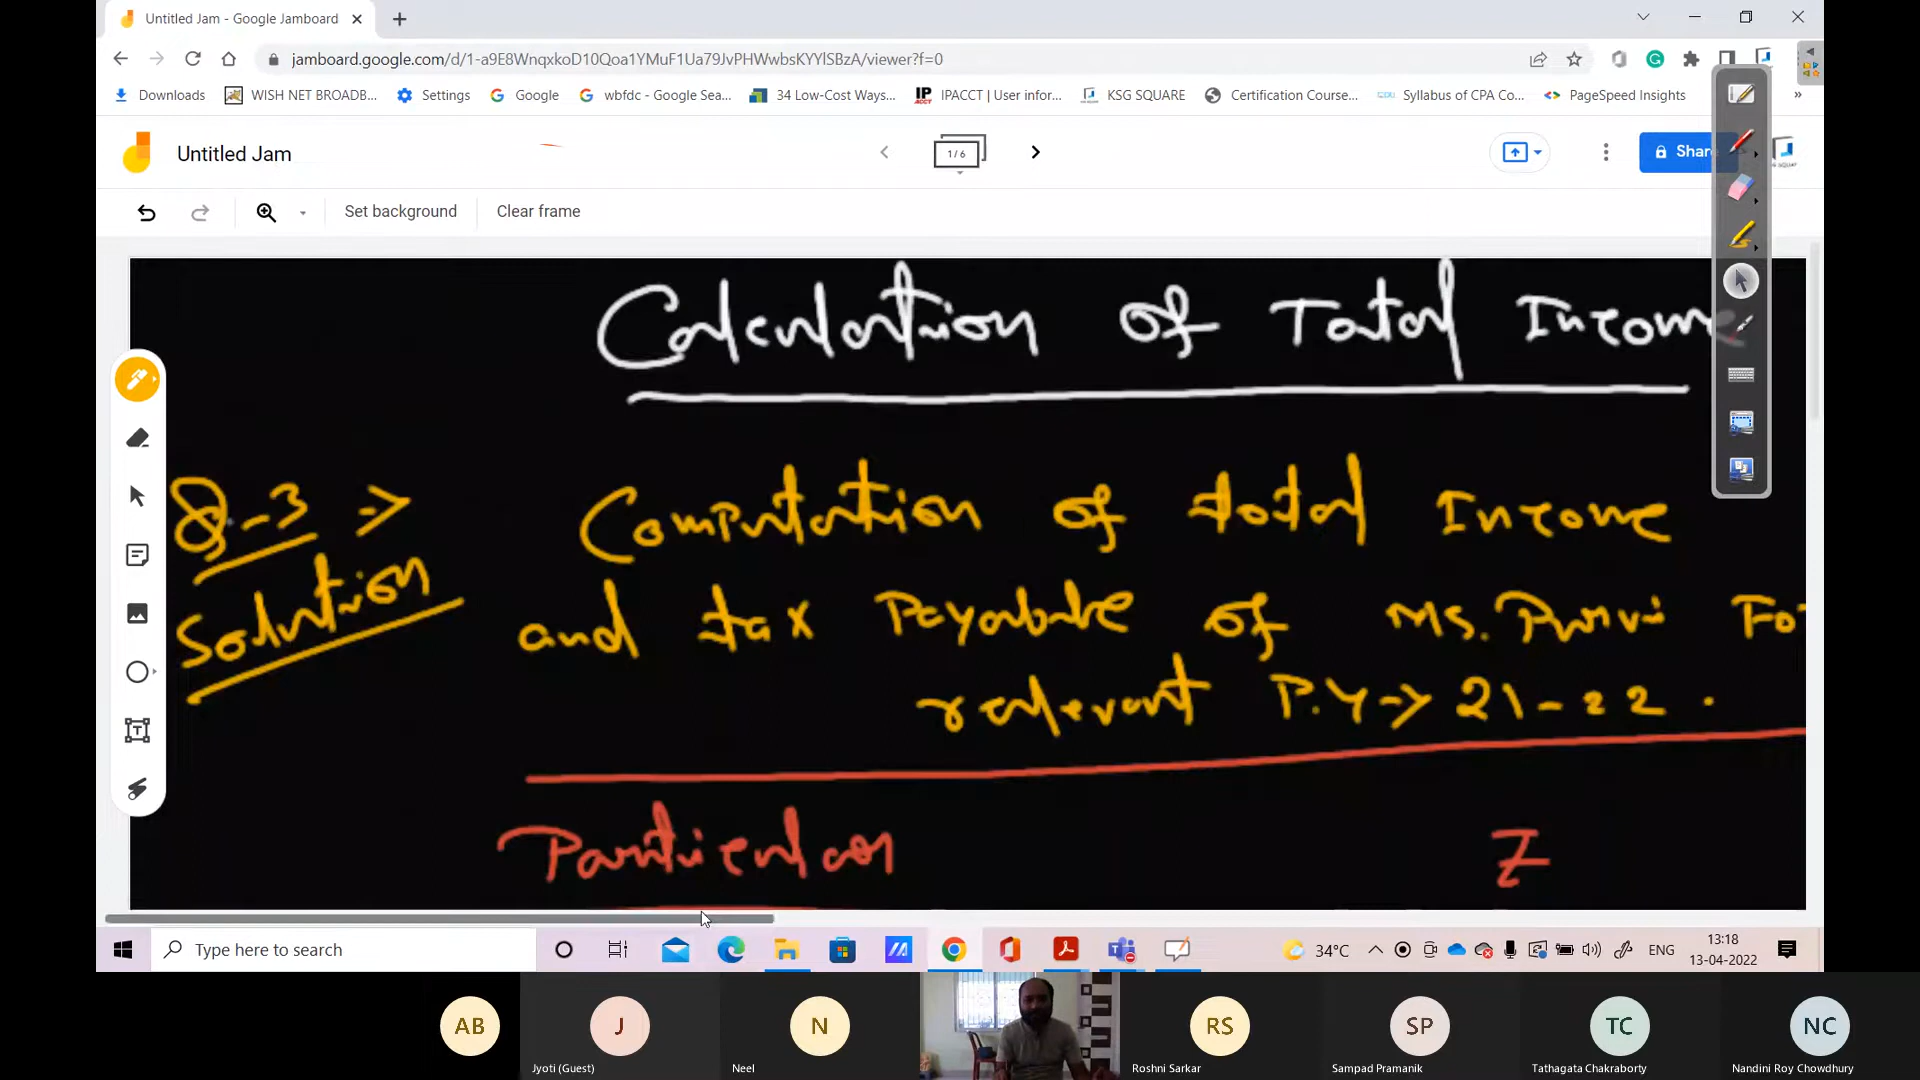 Untitled Jam - Google Jamboard
jamboard.google.com/d/1-a9E8WnqxkoD10Qoa1YMuF1Ua79JvPHWwbsKYYlSBzA/viewer?f=0
Downloads WISH NET BROADB... Settings Google wbfdc - Google Sea... 34 Low-Cost Ways... IPACCT | User infor... KSG SQUARE Certification Course... Syllabus of CPA Co... PageSpeed Insights »
Untitled Jam 1/6 Share
Set background Clear frame
Calculation of Total Income
Q-3 => Computation of total Income
Solution and tax Payable of Ms. Purvi For
relevant P.Y -> 21-22.
Particular ₹
Type here to search 34°C ENG 13:18
13-04-2022
AB J N RS SP TC NC
Jyoti (Guest) Neel Roshni Sarkar Sampad Pramanik Tathagata Chakraborty Nandini Roy Chowdhury